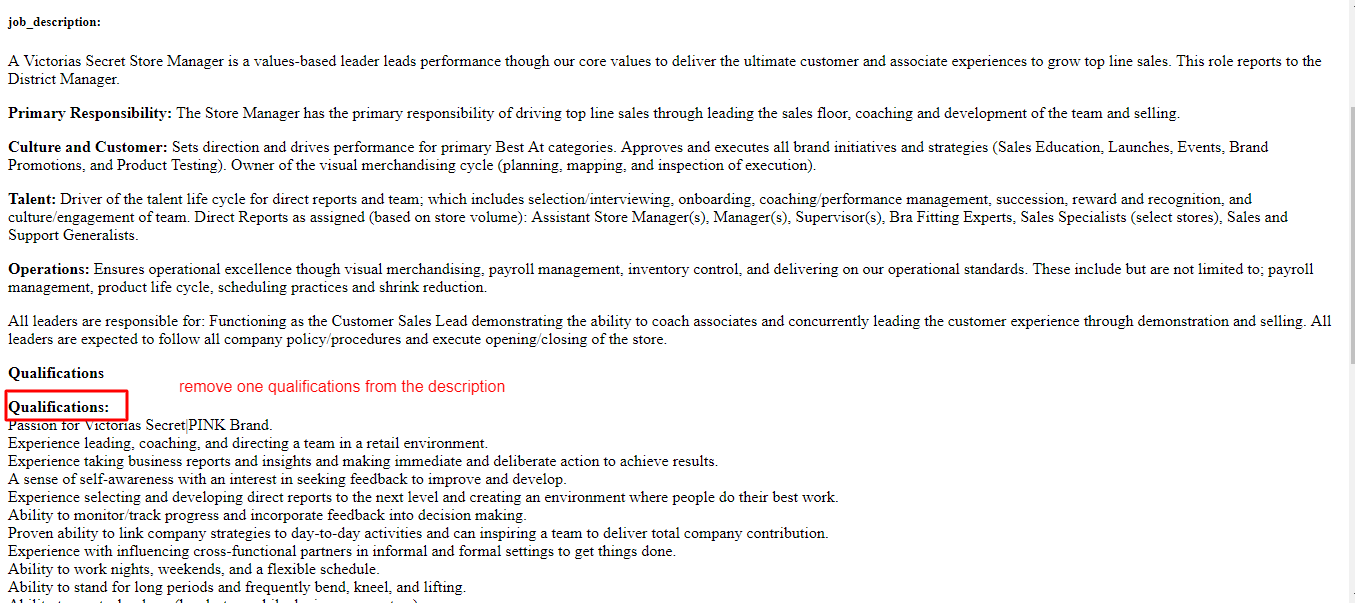 job_description:
A Victorias Secret Store Manager is a values-based leader leads performance though our core values to deliver the ultimate customer and associate experiences to grow top line sales. This role reports to the
District Manager.
Primary Responsibility: The Store Manager has the primary responsibility of driving top line sales through leading the sales floor, coaching and development of the team and selling.
Culture and Customer: Sets direction and drives performance for primary Best At categories. Approves and executes all brand initiatives and strategies (Sales Education, Launches, Events, Brand
Promotions, and Product Testing). Owner of the visual merchandising cycle (planning, mapping, and inspection of execution).
Talent: Driver of the talent life cycle for direct reports and team; which includes selection/interviewing, onboarding, coaching/performance management, succession, reward and recognition, and
culture/engagement of team. Direct Reports as assigned (based on store volume): Assistant Store Manager(s), Manager(s), Supervisor(s), Bra Fitting Experts, Sales Specialists (select stores), Sales and
Support Generalists.
Operations: Ensures operational excellence though visual merchandising, payroll management, inventory control, and delivering on our operational standards. These include but are not limited to; payroll
management, product life cycle, scheduling practices and shrink reduction.
All leaders are responsible for: Functioning as the Customer Sales Lead demonstrating the ability to coach associates and concurrently leading the customer experience through demonstration and selling. All
leaders are expected to follow all company policy/procedures and execute opening/closing of the store.
Qualifications
remove one qualifications from the description
Qualifications:
Passion for Victorias Secret|PINK Brand.
Experience leading, coaching, and directing a team in a retail environment.
Experience taking business reports and insights and making immediate and deliberate action to achieve results.
A sense of self-awareness with an interest in seeking feedback to improve and develop.
Experience selecting and developing direct reports to the next level and creating an environment where people do their best work.
Ability to monitor/track progress and incorporate feedback into decision making.
Proven ability to link company strategies to day-to-day activities and can inspiring a team to deliver total company contribution.
Experience with influencing cross-functional partners in informal and formal settings to get things done.
Ability to work nights, weekends, and a flexible schedule.
Ability to stand for long periods and frequently bend, kneel, and lifting.